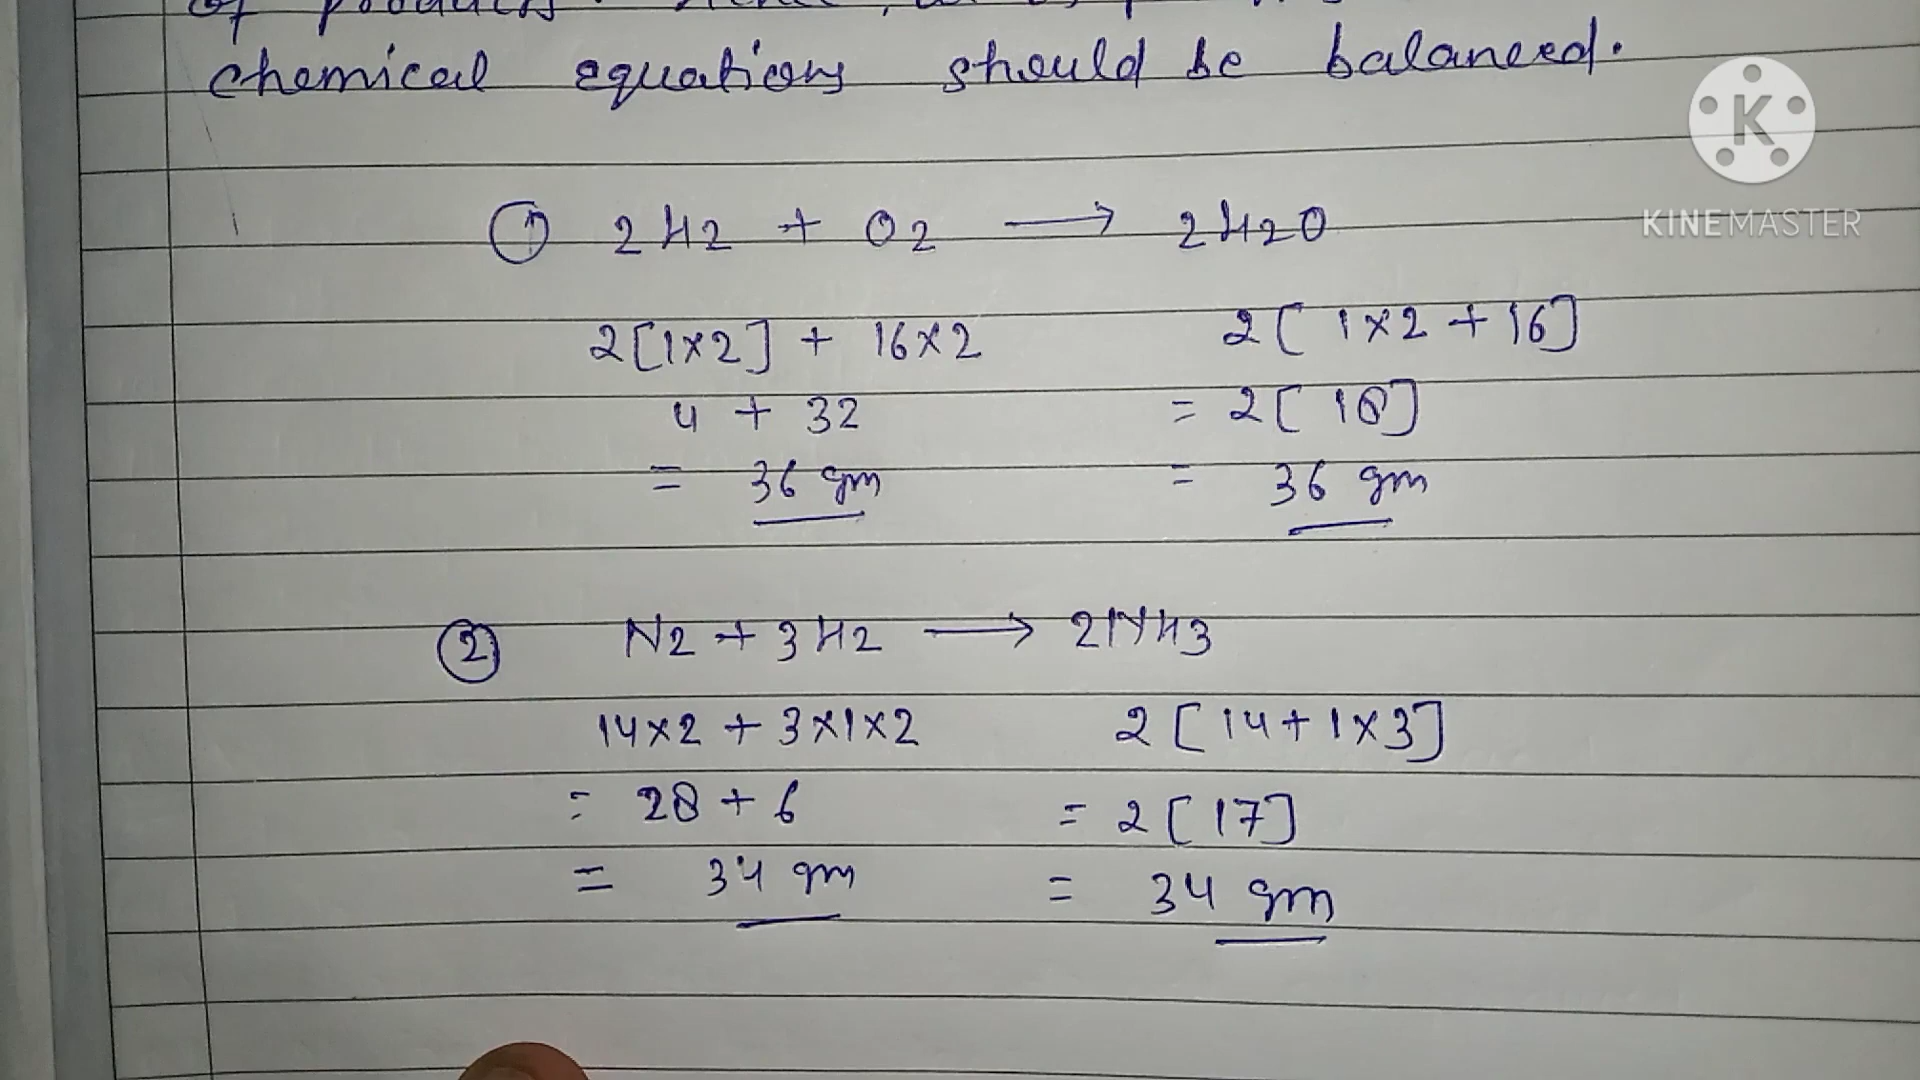 of products.
chemical equations should be balanced.
K
KINEMASTER
① 2H2 + O2 ⟶ 2H2O
2[1×2] + 16×2    2[1×2+16]
4 + 32    = 2[18]
= 36 gm    = 36 gm
② N2 + 3H2 ⟶ 2NH3
14×2 + 3×1×2    2[14+1×3]
= 28 + 6    = 2[17]
= 34 gm    = 34 gm